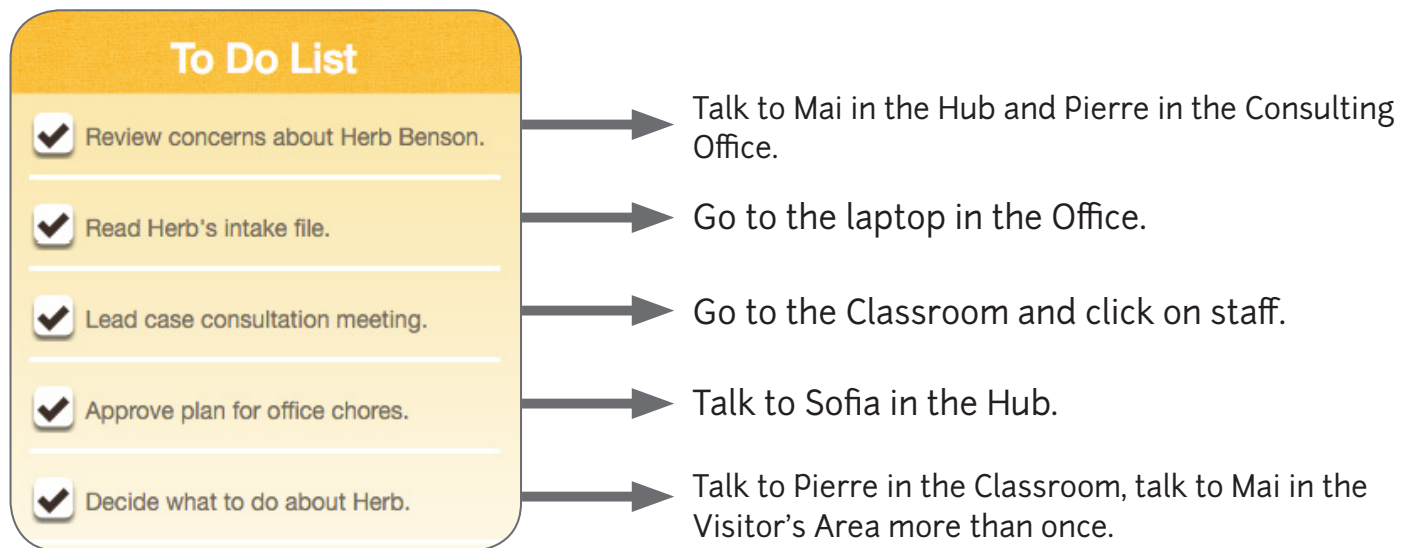 To Do List
Review concerns about Herb Benson.
Talk to Mai in the Hub and Pierre in the Consulting
Office.
Read Herb's intake file.
Go to the laptop in the Office.
Lead case consultation meeting.
Go to the Classroom and click on staff.
Approve plan for office chores.
Talk to Sofia in the Hub.
Decide what to do about Herb.
Talk to Pierre in the Classroom, talk to Mai in the
Visitor’s Area more than once.